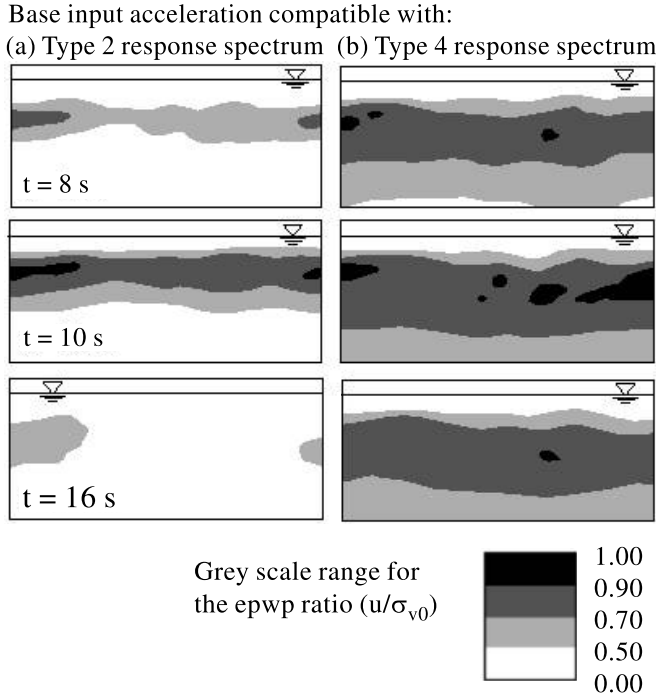 Base input acceleration compatible with:
(a) Type 2 response spectrum (b) Type 4 response spectrum
t = 8 s
t = 10 s
t = 16 s
Grey scale range for
the epwp ratio (u/σv0)
1.00
0.90
0.70
0.50
0.00